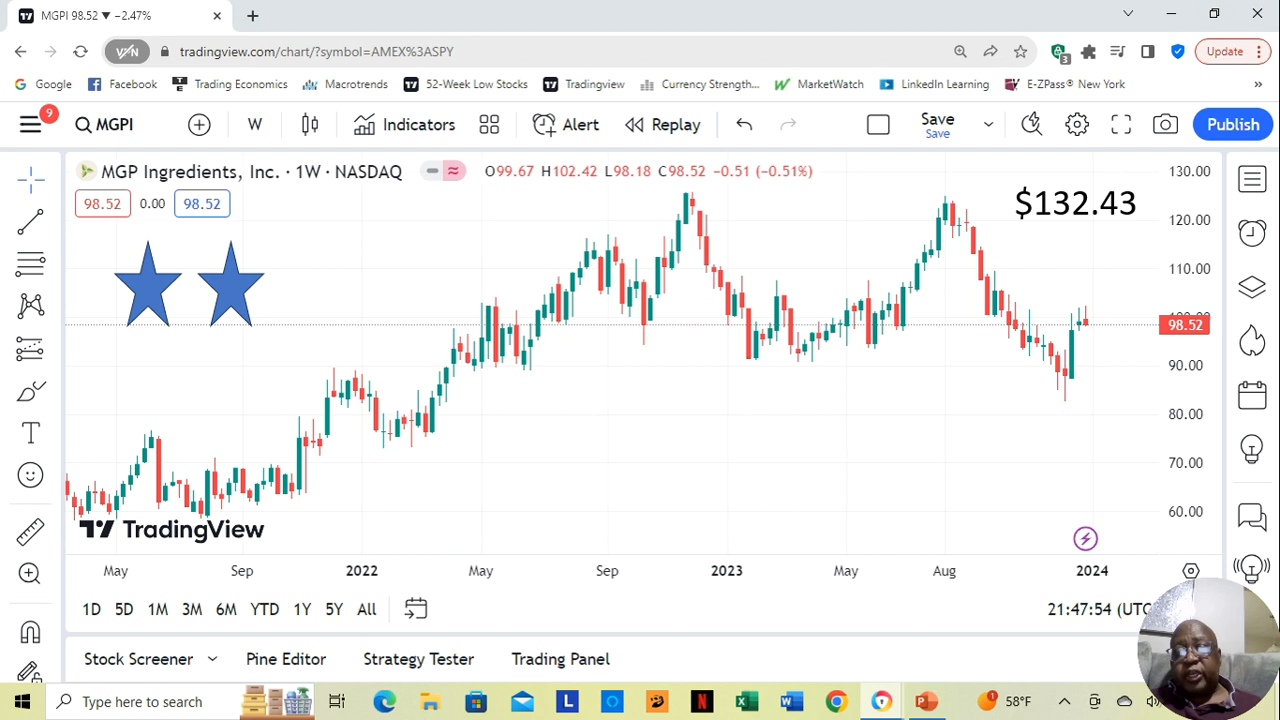 MGPI 98.52 ▼ −2.47%
tradingview.com/chart/?symbol=AMEX%3ASPY
3
Update
Google Facebook Trading Economics Macrotrends 52-Week Low Stocks Tradingview Currency Strength... MarketWatch LinkedIn Learning E-ZPass® New York »
9
MGPI W Indicators Alert Replay Save Publish
Save
MGP Ingredients, Inc. · 1W · NASDAQ O99.67 H102.42 L98.18 C98.52 −0.51 (−0.51%)
98.52 0.00 98.52
$132.43
130.00
120.00
110.00
100.00
98.52
90.00
80.00
70.00
60.00
TradingView
May Sep 2022 May Sep 2023 May Aug 2024
1D 5D 1M 3M 6M YTD 1Y 5Y All
21:47:54 (UTC
Stock Screener Pine Editor Strategy Tester Trading Panel
Type here to search
1 58°F